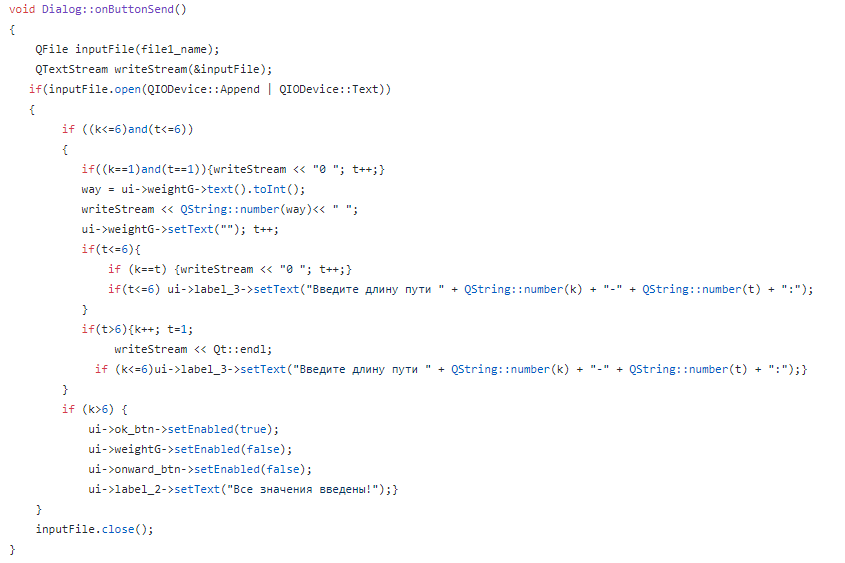 void Dialog::onButtonSend()
{
QFile inputFile(file1_name);
QTextStream writeStream(&inputFile);
if(inputFile.open(QIODevice::Append | QIODevice::Text))
{
if ((k<=6)and(t<=6))
{
if((k==1)and(t==1)){writeStream << "0 "; t++;}
way = ui->weightG->text().toInt();
writeStream << QString::number(way)<< " ";
ui->weightG->setText(""); t++;
if(t<=6){
if (k==t) {writeStream << "0 "; t++;}
if(t<=6) ui->label_3->setText("Введите длину пути " + QString::number(k) + "-" + QString::number(t) + ":");
}
if(t>6){k++; t=1;
writeStream << Qt::endl;
if (k<=6)ui->label_3->setText("Введите длину пути " + QString::number(k) + "-" + QString::number(t) + ":");}
}
if (k>6) {
ui->ok_btn->setEnabled(true);
ui->weightG->setEnabled(false);
ui->onward_btn->setEnabled(false);
ui->label_2->setText("Все значения введены!");}
}
inputFile.close();
}